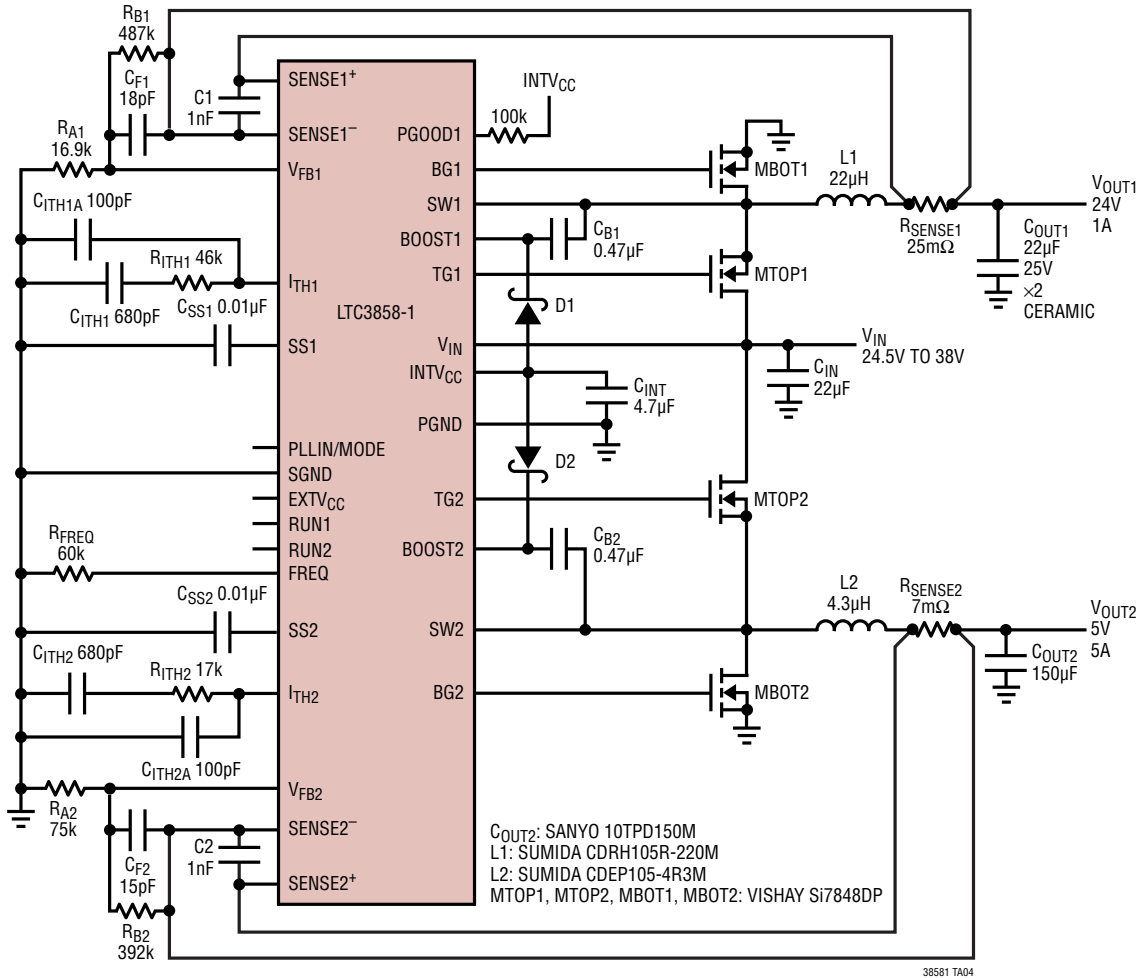 RB1
487k
CF1
18pF
C1
1nF
RA1
16.9k
CITH1A 100pF
RITH1 46k
CITH1 680pF
CSS1 0.01µF
RFREQ
60k
CSS2 0.01µF
CITH2 680pF
RITH2 17k
CITH2A 100pF
RA2
75k
CF2
15pF
C2
1nF
RB2
392k
SENSE1+
SENSE1–
VFB1
ITH1
SS1
PLLIN/MODE
SGND
EXTVCC
RUN1
RUN2
FREQ
SS2
ITH2
VFB2
SENSE2–
SENSE2+
LTC3858-1
PGOOD1
BG1
SW1
BOOST1
TG1
VIN
INTVCC
PGND
TG2
BOOST2
SW2
BG2
INTVCC
100k
MBOT1
L1
22µH
RSENSE1
25mΩ
VOUT1
24V
1A
COUT1
22µF
25V
×2
CERAMIC
CB1
0.47µF
MTOP1
D1
VIN
24.5V TO 38V
CIN
22µF
CINT
4.7µF
D2
MTOP2
CB2
0.47µF
L2
4.3µH
RSENSE2
7mΩ
VOUT2
5V
5A
COUT2
150µF
MBOT2
COUT2: SANYO 10TPD150M
L1: SUMIDA CDRH105R-220M
L2: SUMIDA CDEP105-4R3M
MTOP1, MTOP2, MBOT1, MBOT2: VISHAY Si7848DP
38581 TA04